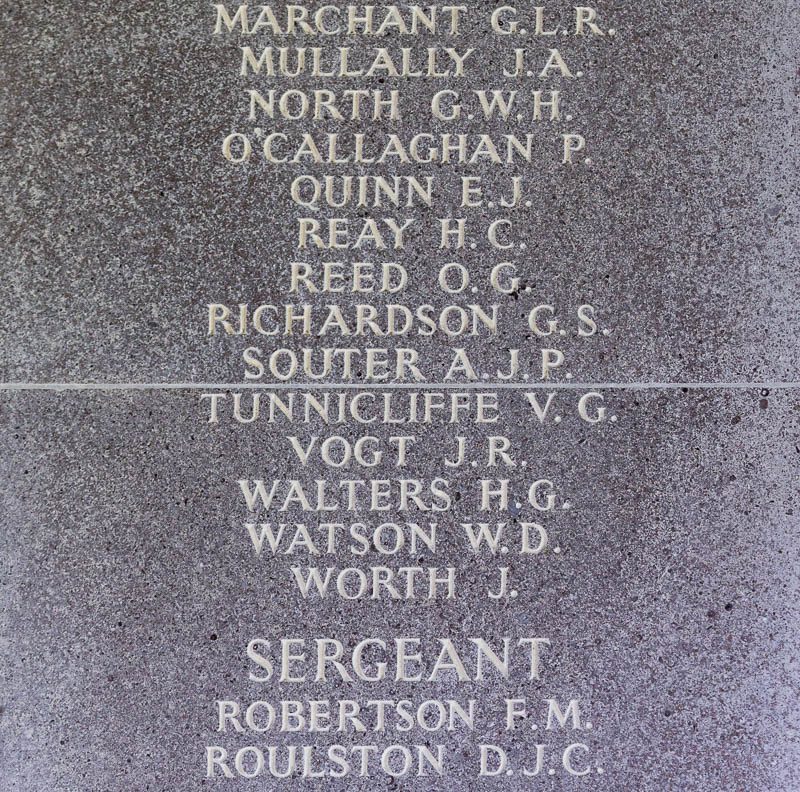 MARCHANT G.L.R.
MULLALLY J.A.
NORTH G.W.H.
O'CALLAGHAN P.
QUINN E.J.
REAY H.C.
REED O.G.
RICHARDSON G.S.
SOUTER A.J.P.
TUNNICLIFFE V.G.
VOGT J.R.
WALTERS H.G.
WATSON W.D.
WORTH J.
SERGEANT
ROBERTSON F.M.
ROULSTON D.J.C.